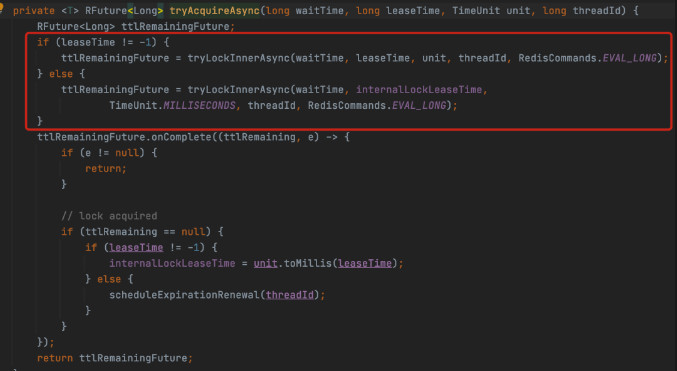 private <T> RFuture<Long> tryAcquireAsync(long waitTime, long leaseTime, TimeUnit unit, long threadId) {
    RFuture<Long> ttlRemainingFuture;
    if (leaseTime != -1) {
        ttlRemainingFuture = tryLockInnerAsync(waitTime, leaseTime, unit, threadId, RedisCommands.EVAL_LONG);
    } else {
        ttlRemainingFuture = tryLockInnerAsync(waitTime, internalLockLeaseTime,
                TimeUnit.MILLISECONDS, threadId, RedisCommands.EVAL_LONG);
    }
    ttlRemainingFuture.onComplete((ttlRemaining, e) -> {
        if (e != null) {
            return;
        }

        // lock acquired
        if (ttlRemaining == null) {
            if (leaseTime != -1) {
                internalLockLeaseTime = unit.toMillis(leaseTime);
            } else {
                scheduleExpirationRenewal(threadId);
            }
        }
    });
    return ttlRemainingFuture;